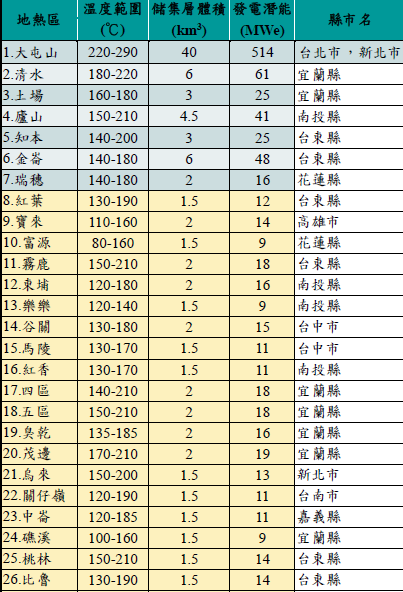 地熱區 溫度範圍(℃) 儲集層體積(km³) 發電潛能(MWe) 縣市名
1.大屯山 220-290 40 514 台北市，新北市
2.清水 180-220 6 61 宜蘭縣
3.土場 160-180 3 25 宜蘭縣
4.廬山 150-210 4.5 41 南投縣
5.知本 140-200 3 25 台東縣
6.金崙 140-180 6 48 台東縣
7.瑞穗 140-180 2 16 花蓮縣
8.紅葉 130-190 1.5 12 台東縣
9.寶來 110-160 2 14 高雄市
10.富源 80-160 1.5 9 花蓮縣
11.霧鹿 150-210 2 18 台東縣
12.東埔 120-180 2 16 南投縣
13.樂樂 120-140 1.5 9 南投縣
14.谷關 130-180 2 15 台中市
15.馬陵 130-170 1.5 11 台中市
16.紅香 130-170 1.5 11 南投縣
17.四區 140-210 2 18 宜蘭縣
18.五區 150-210 2 18 宜蘭縣
19.臭乾 135-185 2 16 宜蘭縣
20.茂邊 170-210 2 19 宜蘭縣
21.烏來 150-200 1.5 13 新北市
22.關仔嶺 120-190 1.5 11 台南市
23.中崙 120-185 1.5 11 嘉義縣
24.礁溪 100-160 1.5 9 宜蘭縣
25.桃林 150-210 1.5 14 台東縣
26.比魯 130-190 1.5 14 台東縣